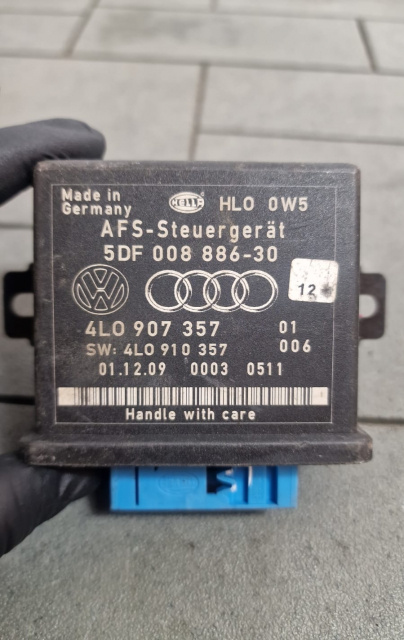 Made in
Germany
HELLA
HLO 0W5
AFS-Steuergerät
5DF 008 886-30
12
4L0 907 357 01
SW: 4L0 910 357 006
01.12.09 0003 0511
Handle with care